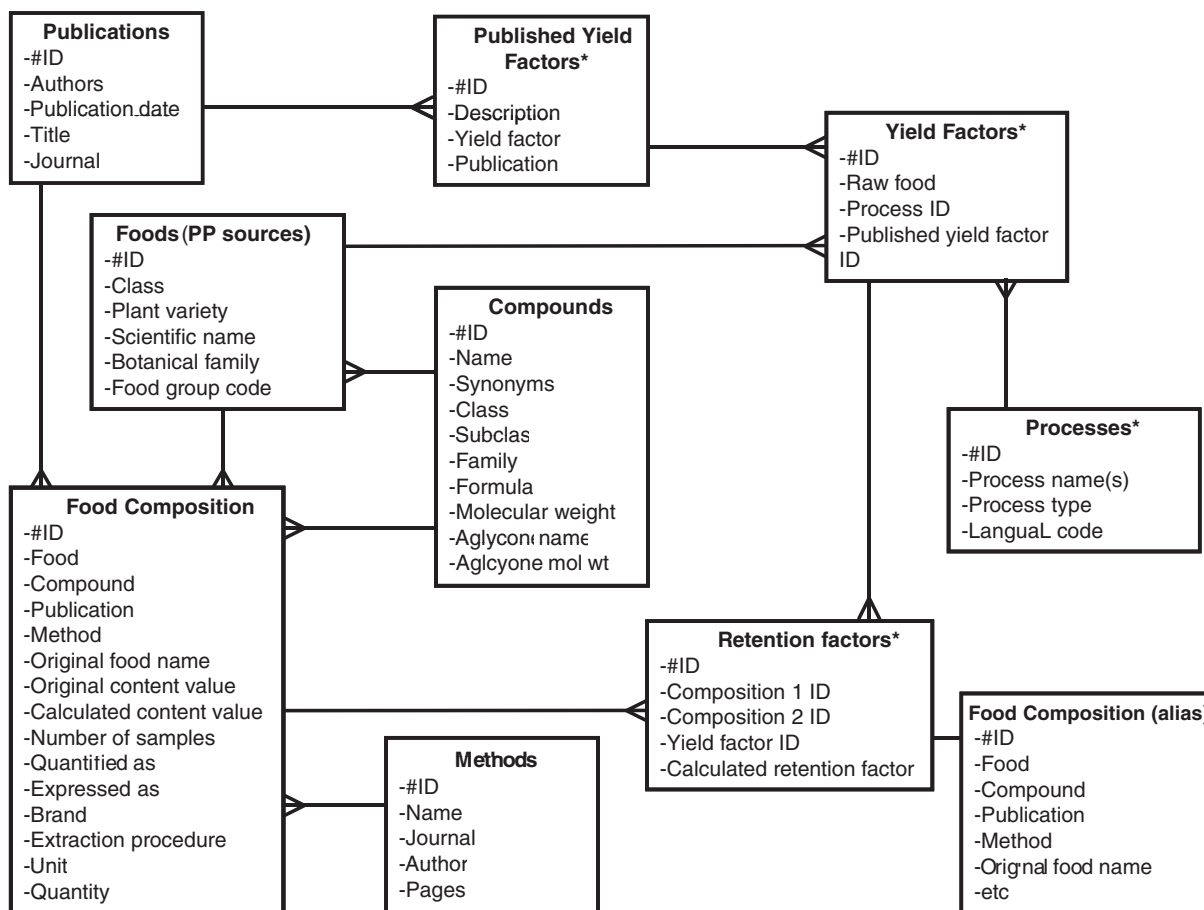 Publications
-#ID
-Authors
-Publication date
-Title
-Journal
Published Yield
Factors*
-#ID
-Description
-Yield factor
-Publication
Yield Factors*
-#ID
-Raw food
-Process ID
-Published yield factor
ID
Foods (PP sources)
-#ID
-Class
-Plant variety
-Scientific name
-Botanical family
-Food group code
Compounds
-#ID
-Name
-Synonyms
-Class
-Subclas
-Family
-Formula
-Molecular weight
-Aglycone name
-Aglcyone mol wt
Processes*
-#ID
-Process name(s)
-Process type
-LanguaL code
Food Composition
-#ID
-Food
-Compound
-Publication
-Method
-Original food name
-Original content value
-Calculated content value
-Number of samples
-Quantified as
-Expressed as
-Brand
-Extraction procedure
-Unit
-Quantity
Retention factors*
-#ID
-Composition 1 ID
-Composition 2 ID
-Yield factor ID
-Calculated retention factor
Methods
-#ID
-Name
-Journal
-Author
-Pages
Food Composition (alias)
-#ID
-Food
-Compound
-Publication
-Method
-Original food name
-etc